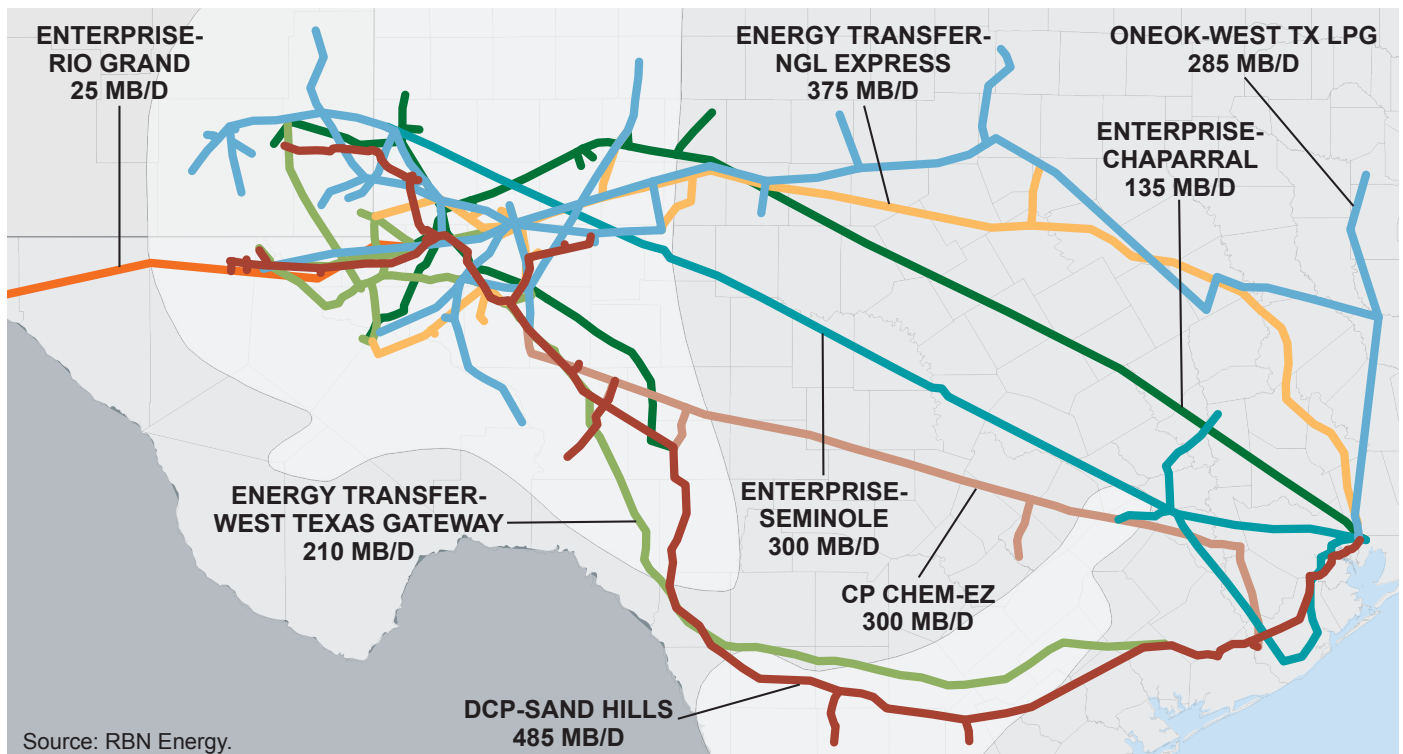 ENTERPRISE-
RIO GRAND
25 MB/D
ENERGY TRANSFER-
NGL EXPRESS
375 MB/D
ONEOK-WEST TX LPG
285 MB/D
ENTERPRISE-
CHAPARRAL
135 MB/D
ENERGY TRANSFER-
WEST TEXAS GATEWAY
210 MB/D
ENTERPRISE-
SEMINOLE
300 MB/D
CP CHEM-EZ
300 MB/D
DCP-SAND HILLS
485 MB/D
Source: RBN Energy.